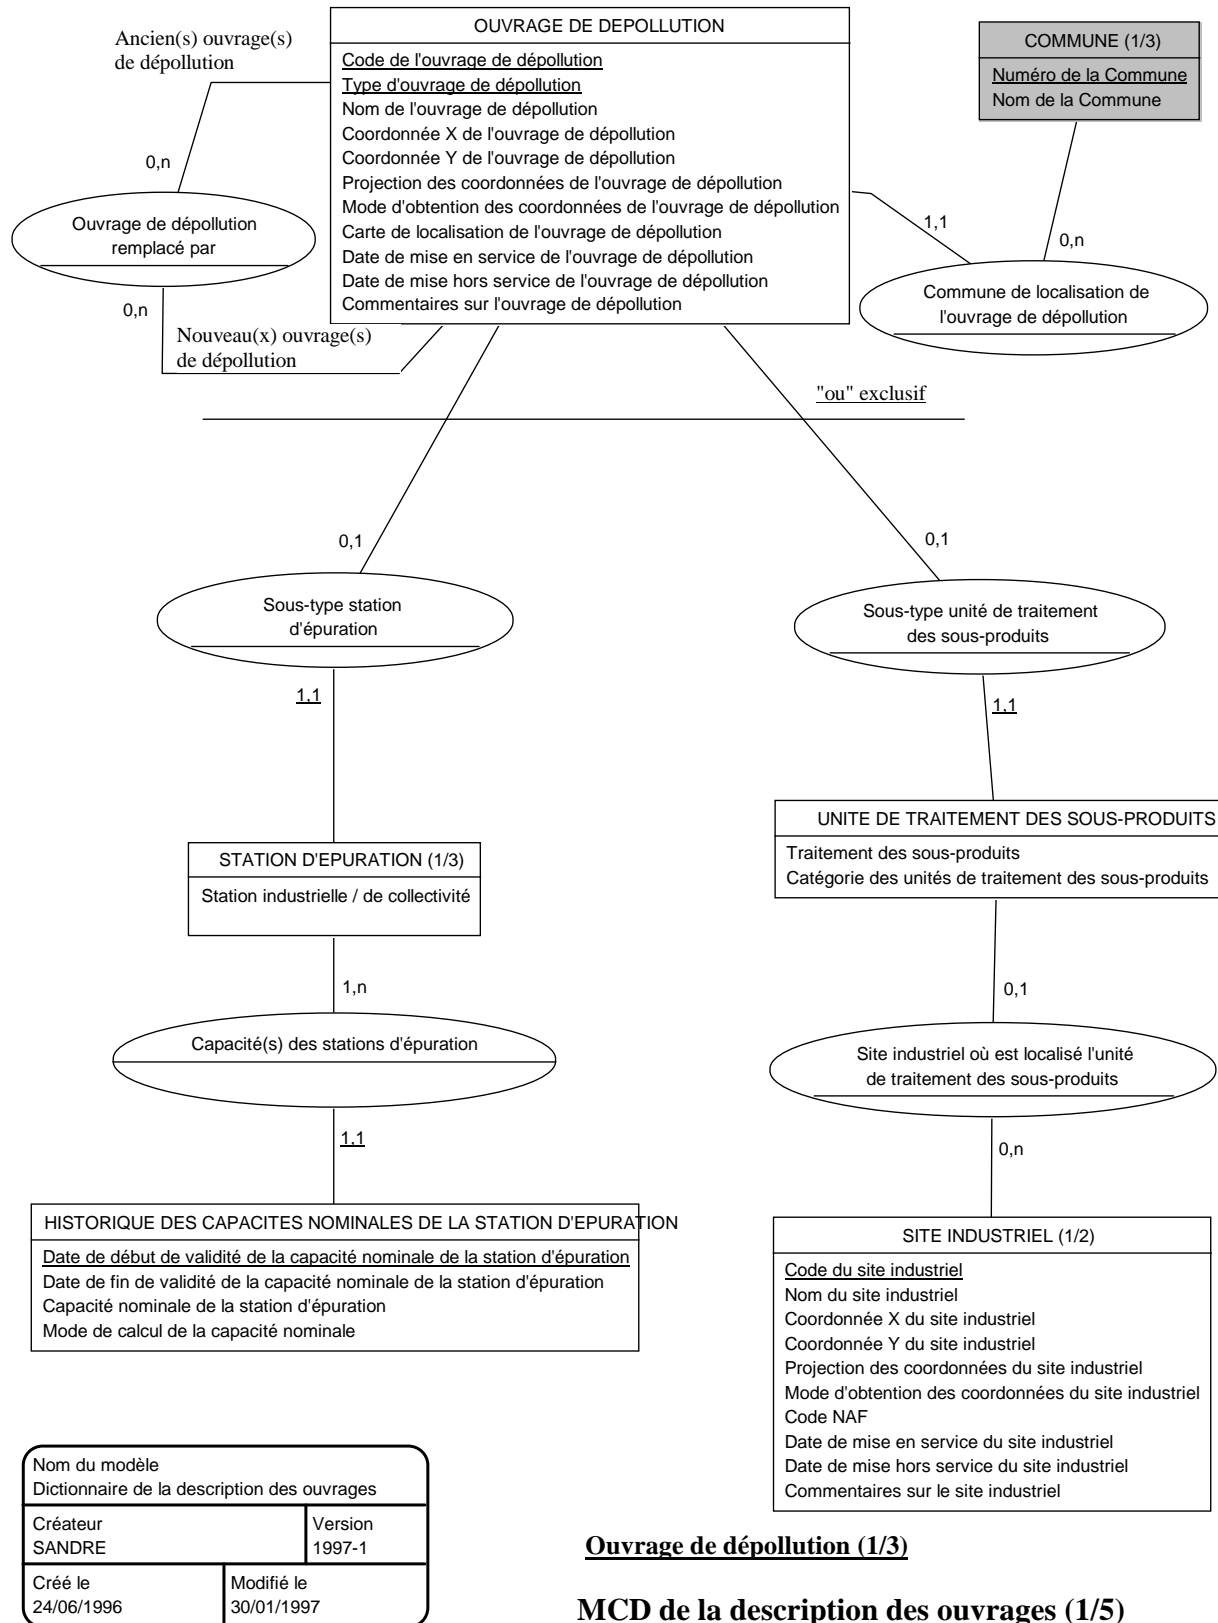 OUVRAGE DE DEPOLLUTION
Code de l'ouvrage de dépollution
Type d'ouvrage de dépollution
Nom de l'ouvrage de dépollution
Coordonnée X de l'ouvrage de dépollution
Coordonnée Y de l'ouvrage de dépollution
Projection des coordonnées de l'ouvrage de dépollution
Mode d'obtention des coordonnées de l'ouvrage de dépollution
Carte de localisation de l'ouvrage de dépollution
Date de mise en service de l'ouvrage de dépollution
Date de mise hors service de l'ouvrage de dépollution
Commentaires sur l'ouvrage de dépollution
Ancien(s) ouvrage(s)
de dépollution
0,n
Ouvrage de dépollution
remplacé par
0,n
Nouveau(x) ouvrage(s)
de dépollution
COMMUNE (1/3)
Numéro de la Commune
Nom de la Commune
1,1
0,n
Commune de localisation de
l'ouvrage de dépollution
"ou" exclusif
0,1
Sous-type station
d'épuration
1,1
STATION D'EPURATION (1/3)
Station industrielle / de collectivité
1,n
Capacité(s) des stations d'épuration
1,1
HISTORIQUE DES CAPACITES NOMINALES DE LA STATION D'EPURATION
Date de début de validité de la capacité nominale de la station d'épuration
Date de fin de validité de la capacité nominale de la station d'épuration
Capacité nominale de la station d'épuration
Mode de calcul de la capacité nominale
0,1
Sous-type unité de traitement
des sous-produits
1,1
UNITE DE TRAITEMENT DES SOUS-PRODUITS
Traitement des sous-produits
Catégorie des unités de traitement des sous-produits
0,1
Site industriel où est localisé l'unité
de traitement des sous-produits
0,n
SITE INDUSTRIEL (1/2)
Code du site industriel
Nom du site industriel
Coordonnée X du site industriel
Coordonnée Y du site industriel
Projection des coordonnées du site industriel
Mode d'obtention des coordonnées du site industriel
Code NAF
Date de mise en service du site industriel
Date de mise hors service du site industriel
Commentaires sur le site industriel
Nom du modèle
Dictionnaire de la description des ouvrages
Créateur
SANDRE
Version
1997-1
Créé le
24/06/1996
Modifié le
30/01/1997
Ouvrage de dépollution (1/3)
MCD de la description des ouvrages (1/5)